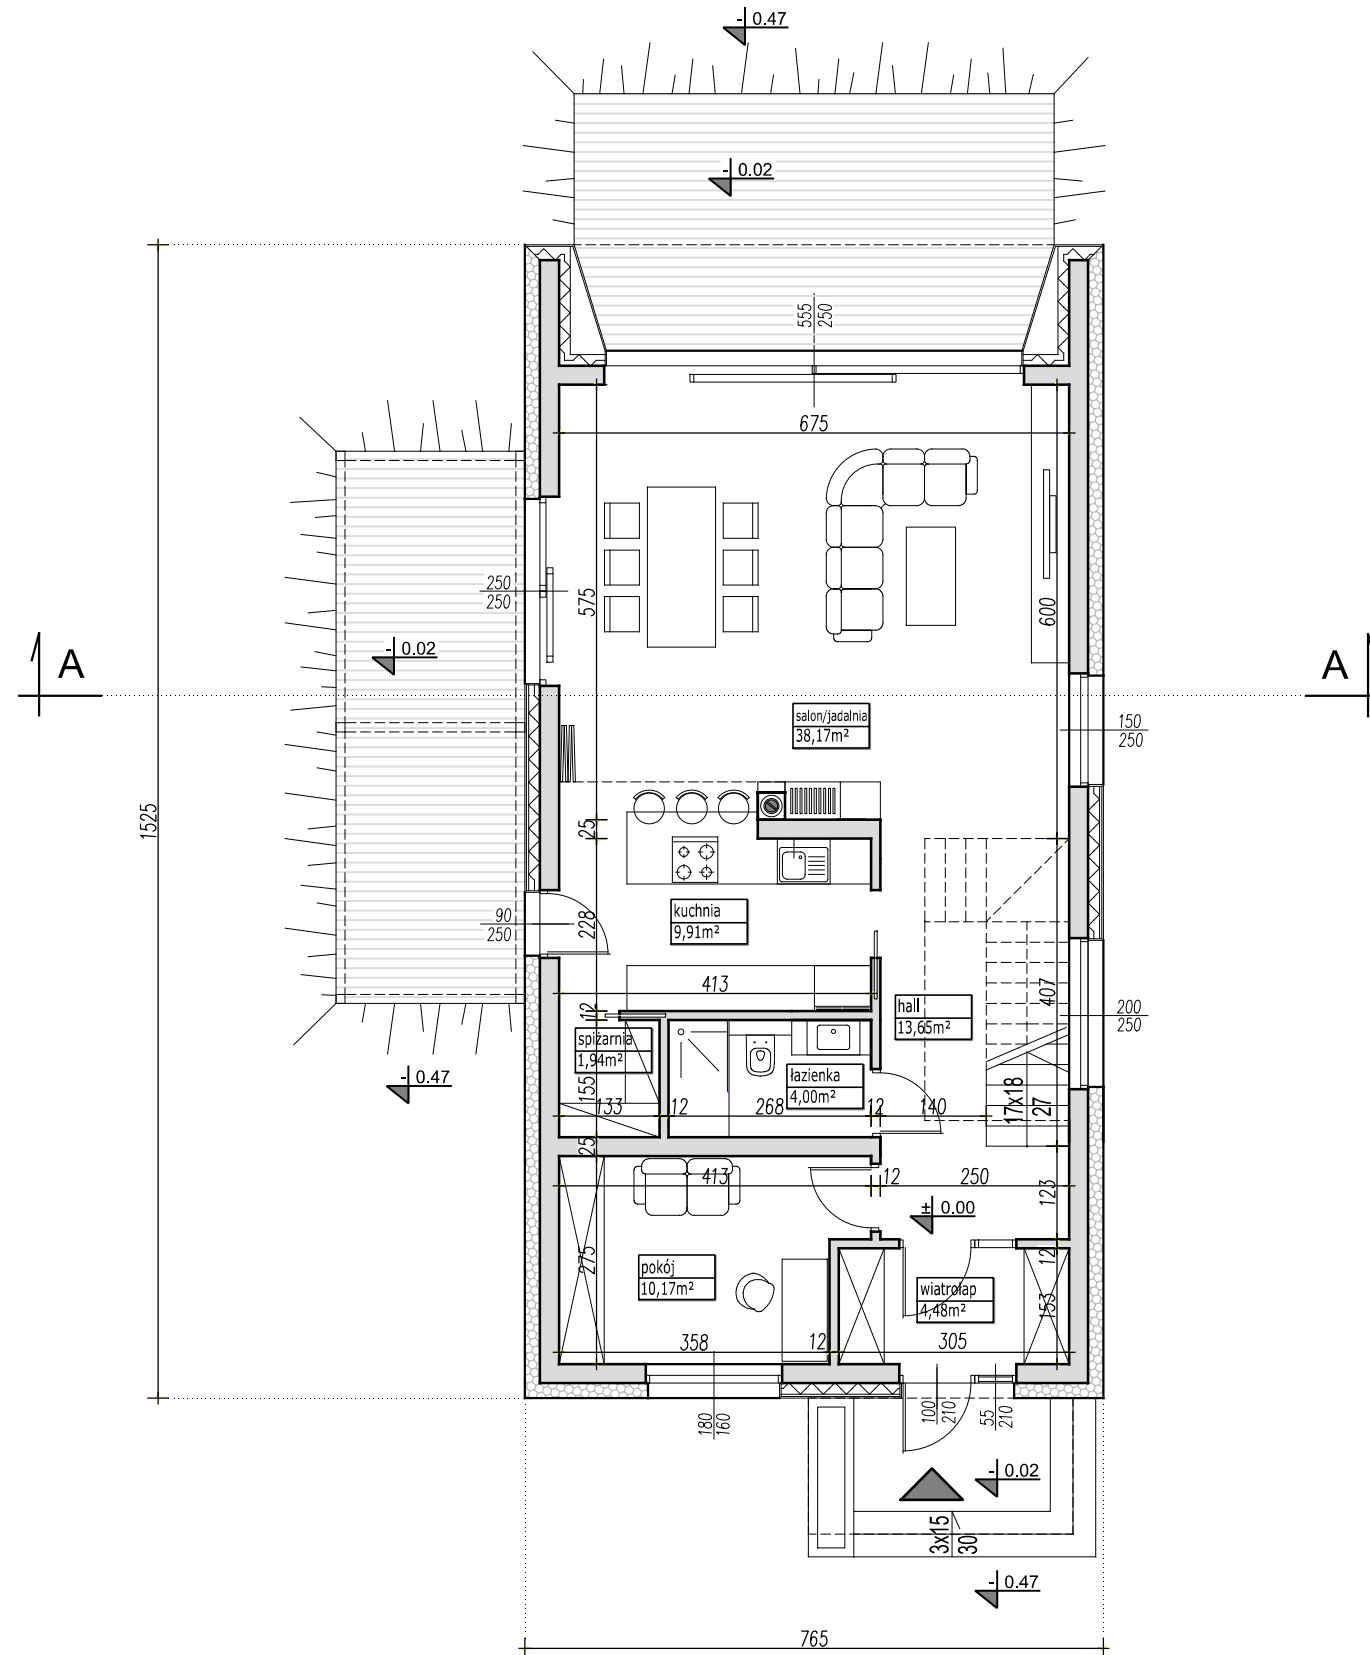 - 0.47
- 0.02
555
250
675
250
250
575
600
- 0.02
A
A
salon/jadalnia
38,17m²
150
250
1525
25
kuchnia
9,91m²
90
250
228
413
hall
13,65m²
407
200
250
12
spiżarnia
1,94m²
155
łazienka
4,00m²
- 0.47
133
12
268
12
140
17x18
27
25
413
12
250
123
± 0.00
275
pokój
10,17m²
12
wiatrołap
4,48m²
153
358
12
305
180
160
100
210
55
210
- 0.02
3x15
30
- 0.47
765